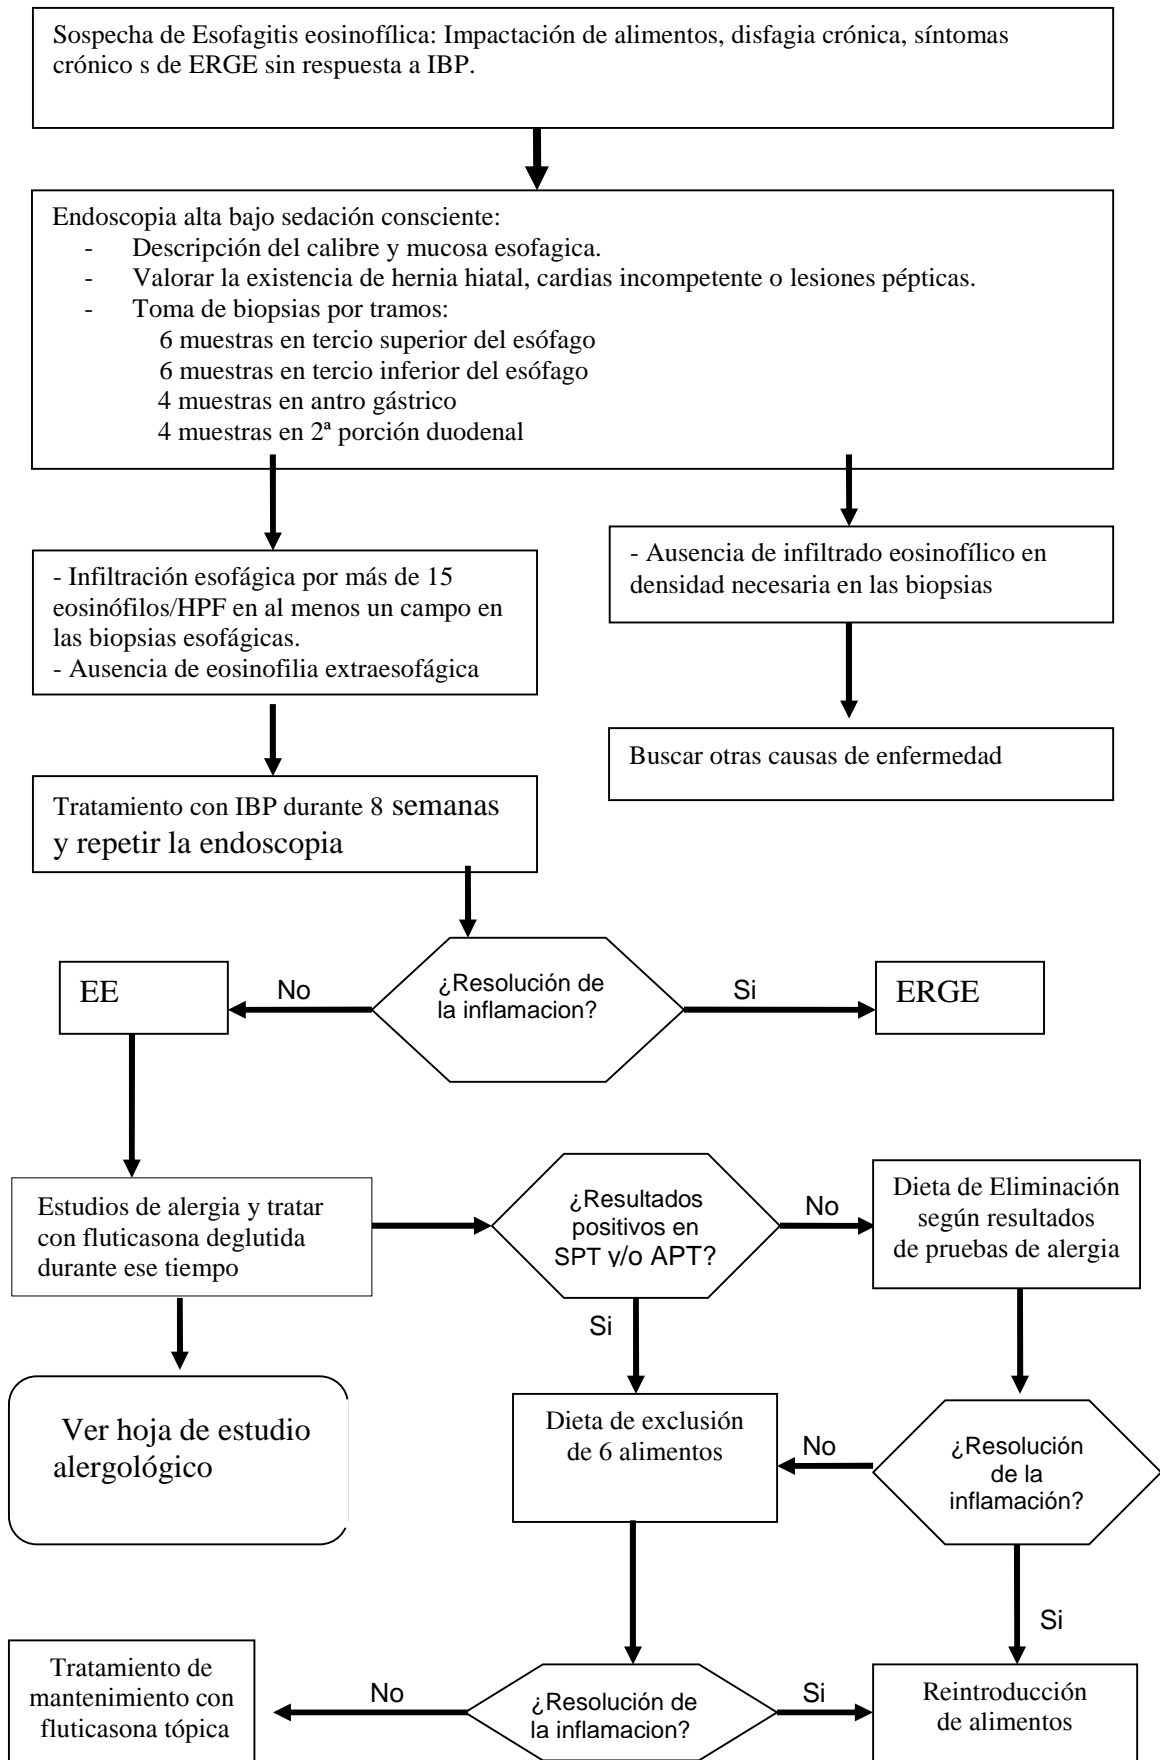 Sospecha de Esofagitis eosinofílica: Impactación de alimentos, disfagia crónica, síntomas
crónico s de ERGE sin respuesta a IBP.
Endoscopia alta bajo sedación consciente:
- Descripción del calibre y mucosa esofagica.
- Valorar la existencia de hernia hiatal, cardias incompetente o lesiones pépticas.
- Toma de biopsias por tramos:
6 muestras en tercio superior del esófago
6 muestras en tercio inferior del esófago
4 muestras en antro gástrico
4 muestras en 2ª porción duodenal
- Infiltración esofágica por más de 15
eosinófilos/HPF en al menos un campo en
las biopsias esofágicas.
- Ausencia de eosinofilia extraesofágica
- Ausencia de infiltrado eosinofílico en
densidad necesaria en las biopsias
Buscar otras causas de enfermedad
Tratamiento con IBP durante 8 semanas
y repetir la endoscopia
EE
No
¿Resolución de
la inflamacion?
Si
ERGE
Estudios de alergia y tratar
con fluticasona deglutida
durante ese tiempo
¿Resultados
positivos en
SPT y/o APT?
No
Dieta de Eliminación
según resultados
de pruebas de alergia
Si
Ver hoja de estudio
alergológico
Dieta de exclusión
de 6 alimentos
No
¿Resolución
de la
inflamación?
Si
Tratamiento de
mantenimiento con
fluticasona tópica
No
¿Resolución de
la inflamacion?
Si
Reintroducción
de alimentos